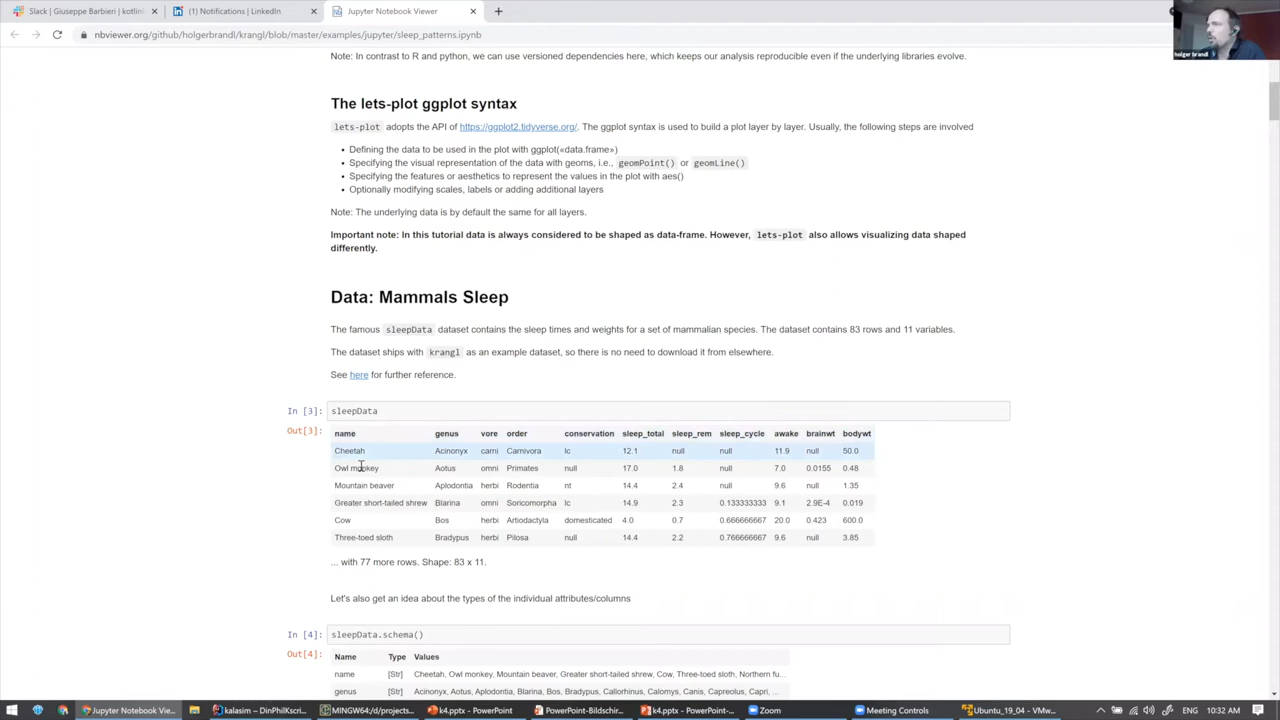 Slack | Giuseppe Barbieri | kotlin
(1) Notifications | LinkedIn
Jupyter Notebook Viewer
nbviewer.org/github/holgerbrandl/krangl/blob/master/examples/jupyter/sleep_patterns.ipynb
holger brandl
Note: In contrast to R and python, we can use versioned dependencies here, which keeps our analysis reproducible even if the underlying libraries evolve.
The lets-plot ggplot syntax
lets-plot adopts the API of https://ggplot2.tidyverse.org/. The ggplot syntax is used to build a plot layer by layer. Usually, the following steps are involved
• Defining the data to be used in the plot with ggplot(«data.frame»)
• Specifying the visual representation of the data with geoms, i.e., geomPoint() or geomLine()
• Specifying the features or aesthetics to represent the values in the plot with aes()
• Optionally modifying scales, labels or adding additional layers
Note: The underlying data is by default the same for all layers.
Important note: In this tutorial data is always considered to be shaped as data-frame. However, lets-plot also allows visualizing data shaped
differently.
Data: Mammals Sleep
The famous sleepData dataset contains the sleep times and weights for a set of mammalian species. The dataset contains 83 rows and 11 variables.
The dataset ships with krangl as an example dataset, so there is no need to download it from elsewhere.
See here for further reference.
In [3]: sleepData
Out[3]:
name genus vore order conservation sleep_total sleep_rem sleep_cycle awake brainwt bodywt
Cheetah Acinonyx carni Carnivora lc 12.1 null null 11.9 null 50.0
Owl monkey Aotus omni Primates null 17.0 1.8 null 7.0 0.0155 0.48
Mountain beaver Aplodontia herbi Rodentia nt 14.4 2.4 null 9.6 null 1.35
Greater short-tailed shrew Blarina omni Soricomorpha lc 14.9 2.3 0.133333333 9.1 2.9E-4 0.019
Cow Bos herbi Artiodactyla domesticated 4.0 0.7 0.666666667 20.0 0.423 600.0
Three-toed sloth Bradypus herbi Pilosa null 14.4 2.2 0.766666667 9.6 null 3.85
... with 77 more rows. Shape: 83 x 11.
Let's also get an idea about the types of the individual attributes/columns
In [4]: sleepData.schema()
Out[4]:
Name Type Values
name [Str] Cheetah, Owl monkey, Mountain beaver, Greater short-tailed shrew, Cow, Three-toed sloth, Northern fu...
genus [Str] Acinonyx, Aotus, Aplodontia, Blarina, Bos, Bradypus, Callorhinus, Calomys, Canis, Capreolus, Capri, ...
Jupyter Notebook Vie...
kalasim – DinPhilKscri...
MINGW64:/d/projects...
k4.pptx - PowerPoint
PowerPoint-Bildschir...
k4.pptx - PowerPoint-...
Zoom
Meeting Controls
Ubuntu_19_04 - VMw...
ENG
10:32 AM